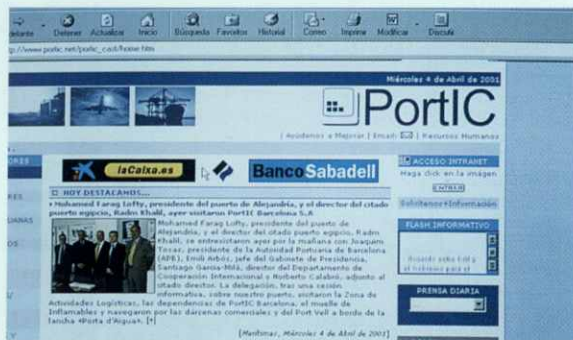 Detener Actualizar Inicio Búsqueda Favoritos Historial Correo Imprimir Modificar Discutir
http://www.portic.net/portic_cast/home.htm
Miércoles 4 de Abril de 2001
PortIC
| Ayúdenos a Mejorar | Email: | Recursos Humanos
laCaixa.es
BancoSabadell
ACCESO INTRANET
Haga click en la imágen
ENTRAR
Solicitenos+Información
HOY DESTACAMOS...
Mohamed Farag Lofty, presidente del puerto de Alejandría, y el director del citado
puerto egipcio, Radm Khalil, ayer visitaron PortIC Barcelona S.A
Mohamed Farag Lofty, presidente del puerto de
Alejandría, y el director del citado puerto egipcio, Radm
Khalil, se entrevistaron ayer por la mañana con Joaquim
Tosas, presidente de la Autoridad Portuaria de Barcelona
(APB), Emili Arbós, jefe del Gabinete de Presidencia,
Santiago Garcia-Milá, director del Departamento de
Cooperación Internacional y Norberto Calabró, adjunto al
citado director. La delegación, tras una sesión
informativa, sobre nuestro puerto, visitaron la Zona de
Actividades Logísticas, las dependencias de PortIC Barcelona, el muelle de
Inflamables y navegaron por las dársenas comerciales y del Port Vell a bordo de la
lancha «Porta d'Aigua». [+]
[Marítimas, Miércoles 4 de Abril de 2001]
FLASH INFORMATIVO
PRENSA DIARIA